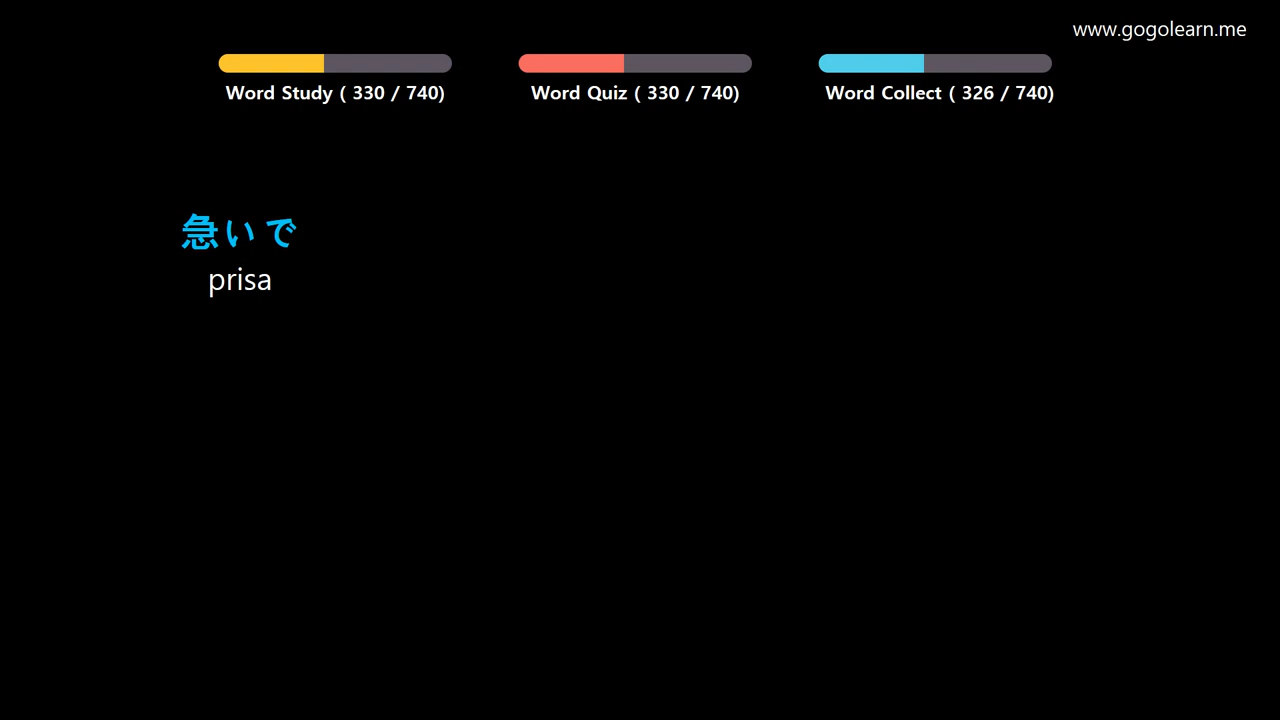 www.gogolearn.me
Word Study ( 330 / 740)
Word Quiz ( 330 / 740)
Word Collect ( 326 / 740)
急いで
prisa